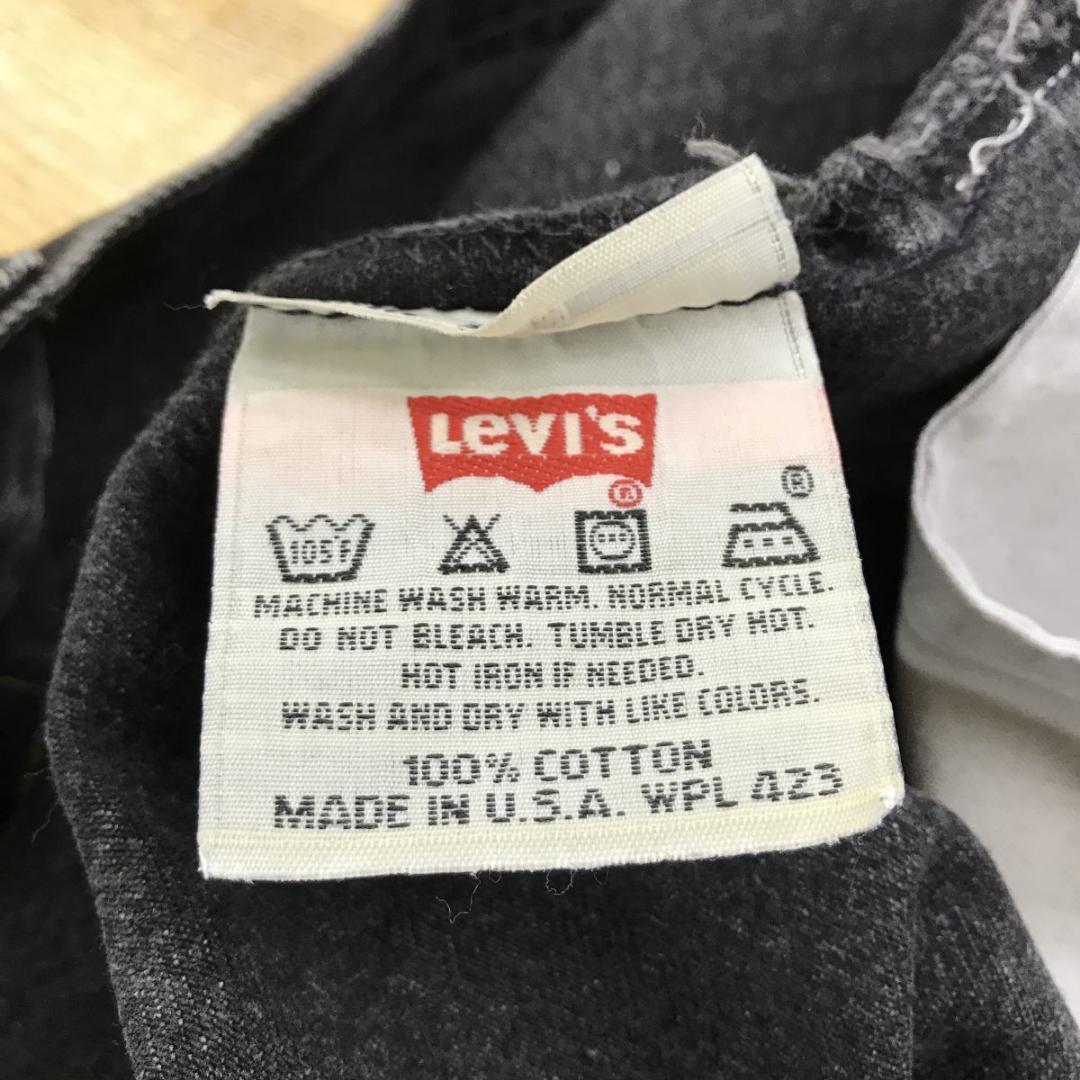 LEVI'S
®
®
105°F
MACHINE WASH WARM. NORMAL CYCLE.
DO NOT BLEACH. TUMBLE DRY HOT.
HOT IRON IF NEEDED.
WASH AND DRY WITH LIKE COLORS.
100% COTTON
MADE IN U.S.A. WPL 423